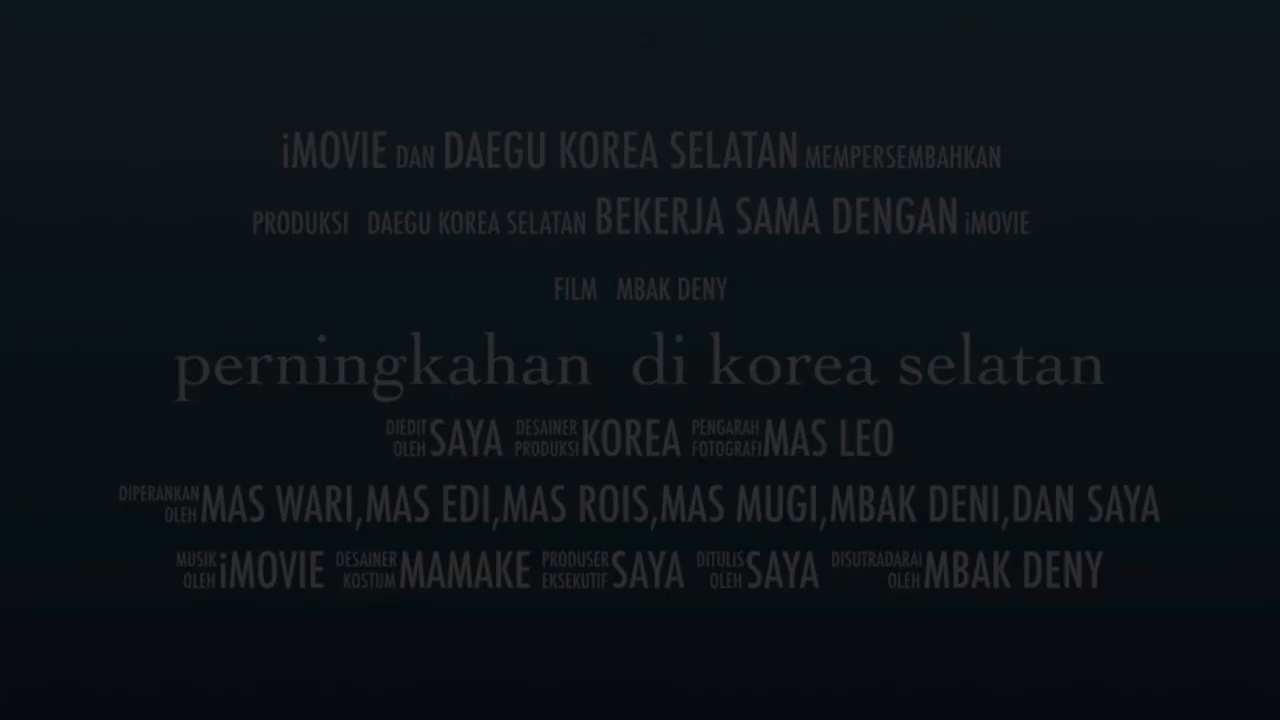 iMOVIE DAN DAEGU KOREA SELATAN MEMPERSEMBAHKAN
PRODUKSI DAEGU KOREA SELATAN BEKERJA SAMA DENGAN iMOVIE
FILM MBAK DENY
perningkahan di korea selatan
DIEDIT OLEH SAYA DESAINER PRODUKSI KOREA PENGARAH FOTOGRAFI MAS LEO
DIPERANKAN OLEH MAS WARI,MAS EDI,MAS ROIS,MAS MUGI,MBAK DENI,DAN SAYA
MUSIK OLEH iMOVIE DESAINER KOSTUM MAMAKE PRODUSER EKSEKUTIF SAYA DITULIS OLEH SAYA DISUTRADARAI OLEH MBAK DENY